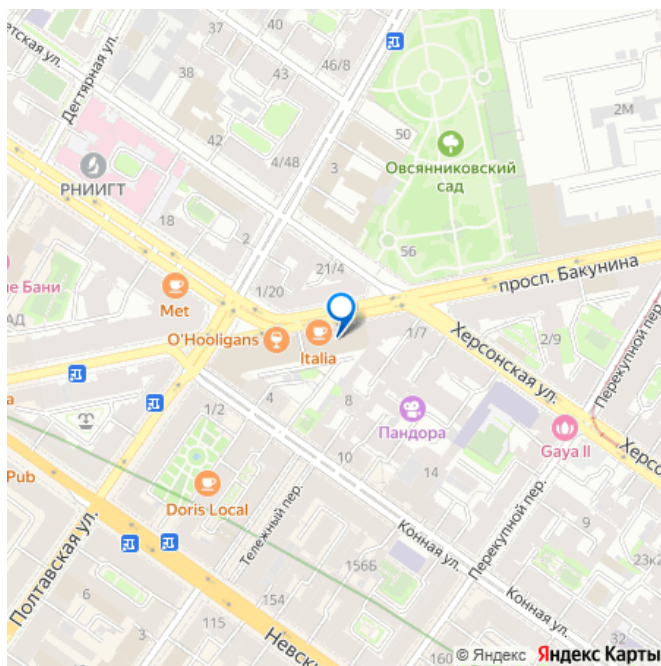 етская ул.
Дегтярная ул.
40
43
46/8
38
37
42
50
2М
4/48
3
Овсянниковский
сад
РНИИГТ
18
2
56
21/4
просп. Бакунина
е Бани
Met
1/20
АД
O'Hooligans
Italia
1/7
Херсонская ул.
2/9
Перекупной пер.
а
1/2
4
8
Пандора
Gaya II
Херсо
Pub
10
14
Doris Local
Тележный пер.
Конная ул.
Перекупной пер.
9
Полтавская ул.
156Б
23к2
6
4
154
115
Конная ул.
3
Невск
160
© Яндекс Яндекс Карты